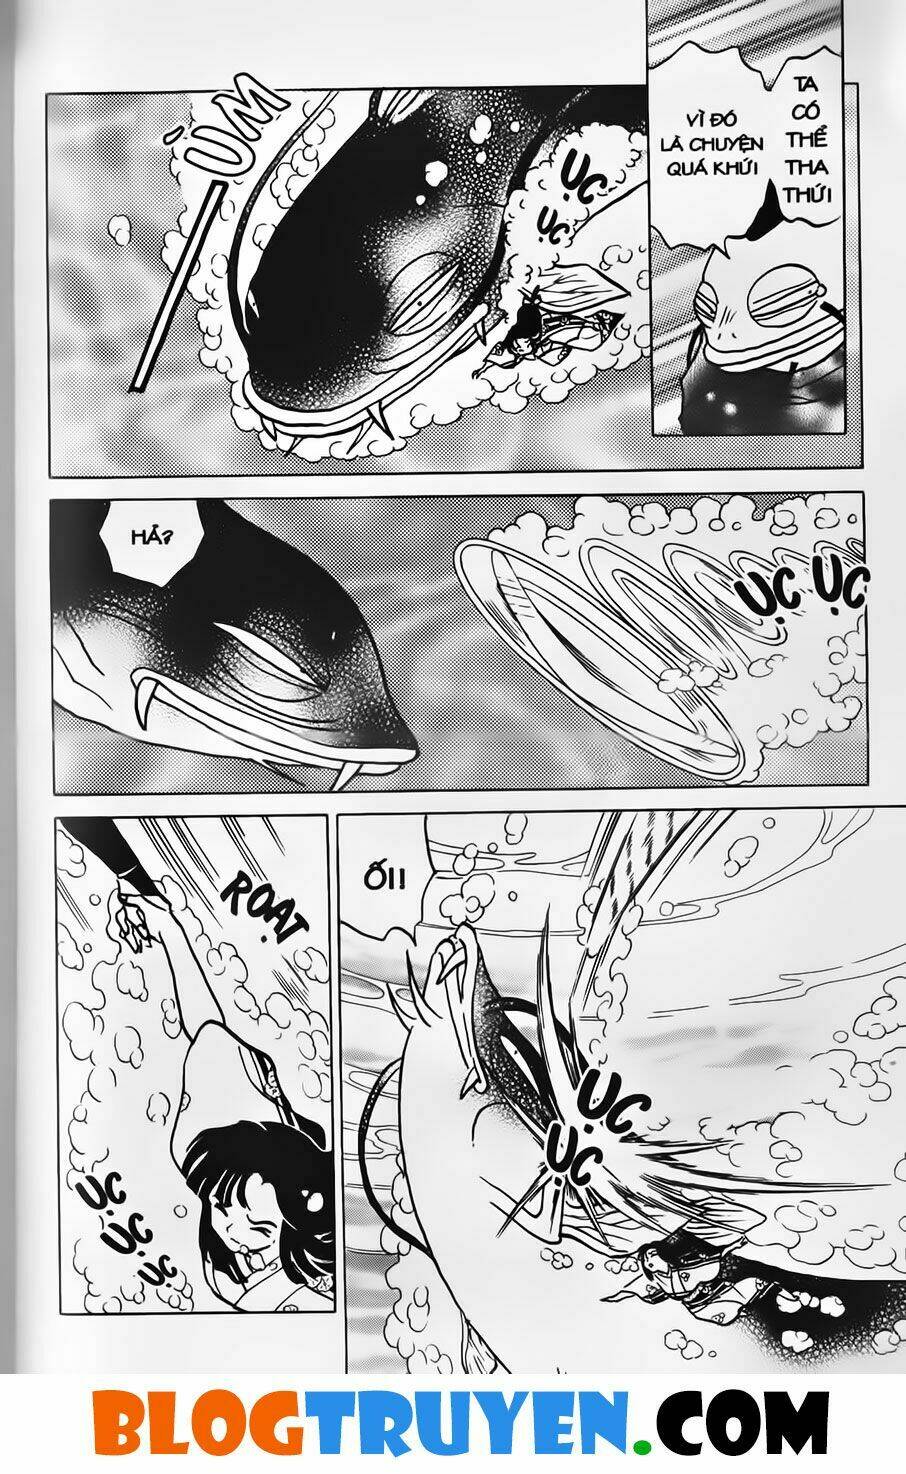 TA
CÓ
THỂ
THA
THỨ!
VÌ ĐÓ
LÀ CHUYỆN
QUÁ KHỨ!
ÙM
ỤC
ỤC
HẢ?
ỤC ỤC
ỐI!
ỤC
ỤC
ROẠT
ỤC
ỤC
ỤC
BLOGTRUYEN.COM